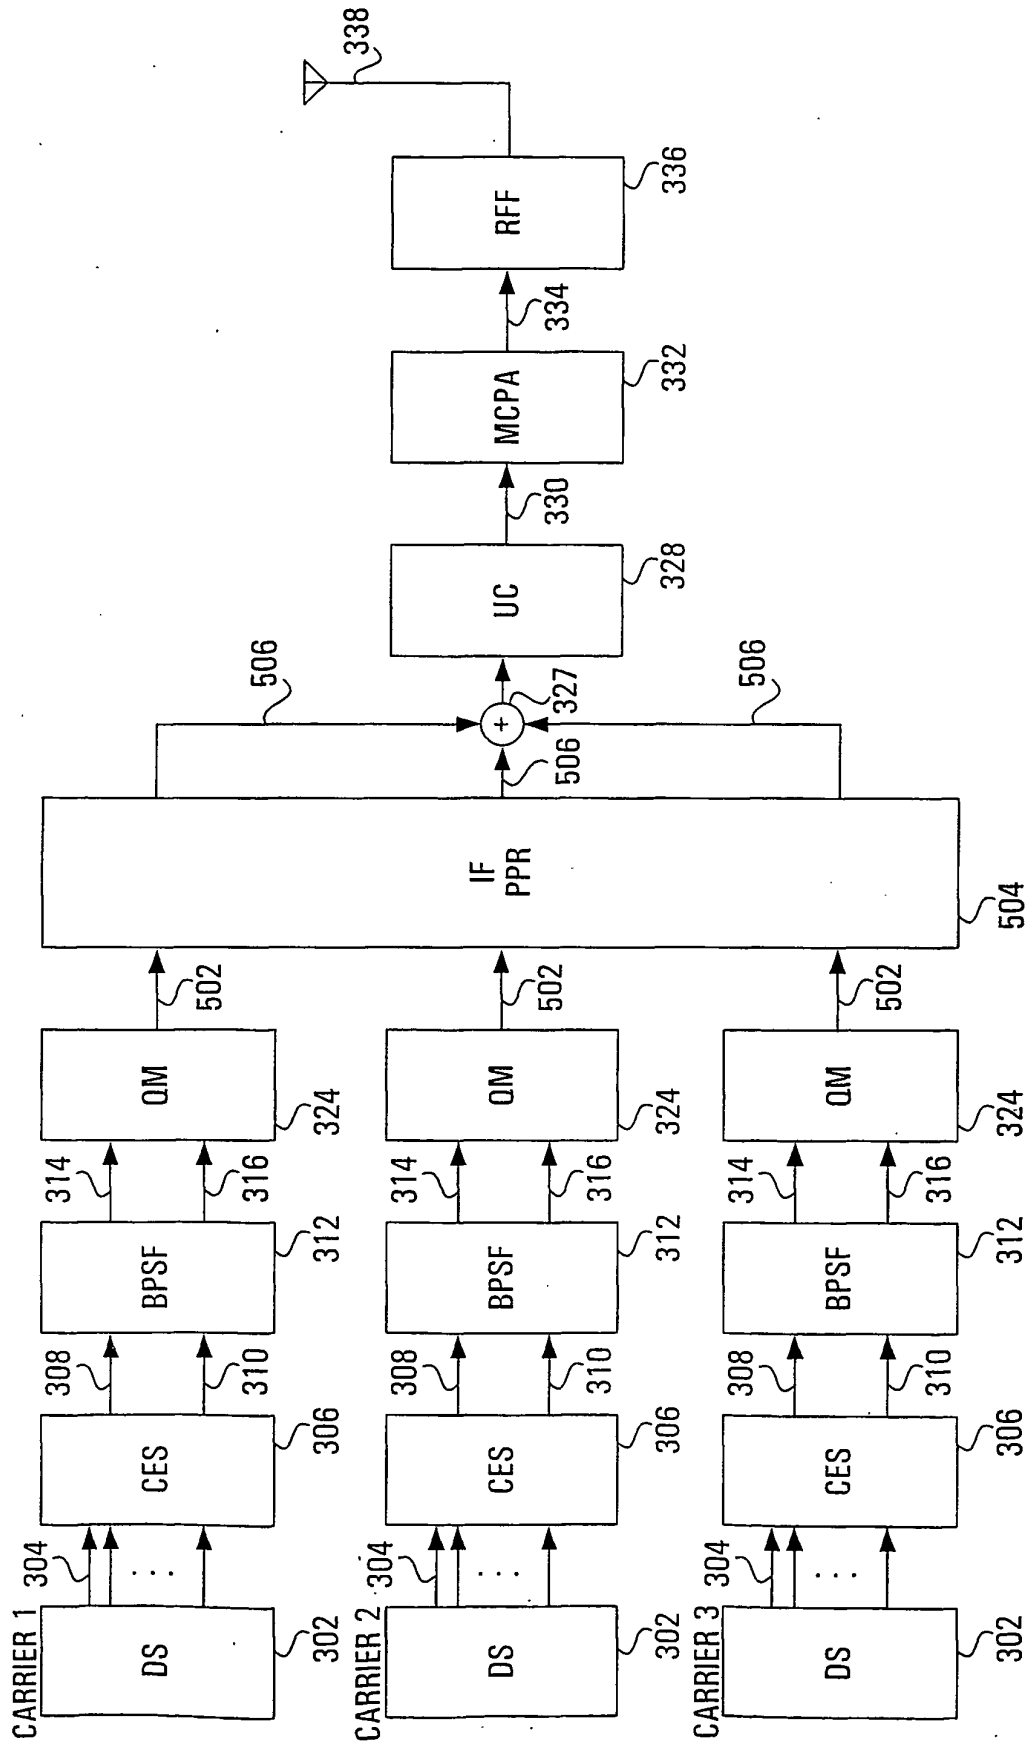 CARRIER 1
DS
302
304
CES
306
308
310
BPSF
312
314
316
QM
324
502
CARRIER 2
DS
302
304
CES
306
308
310
BPSF
312
314
316
QM
324
502
CARRIER 3
DS
302
304
CES
306
308
310
BPSF
312
314
316
QM
324
502
IF
PPR
504
506
506
506
+
327
UC
328
330
MCPA
332
334
RFF
336
338